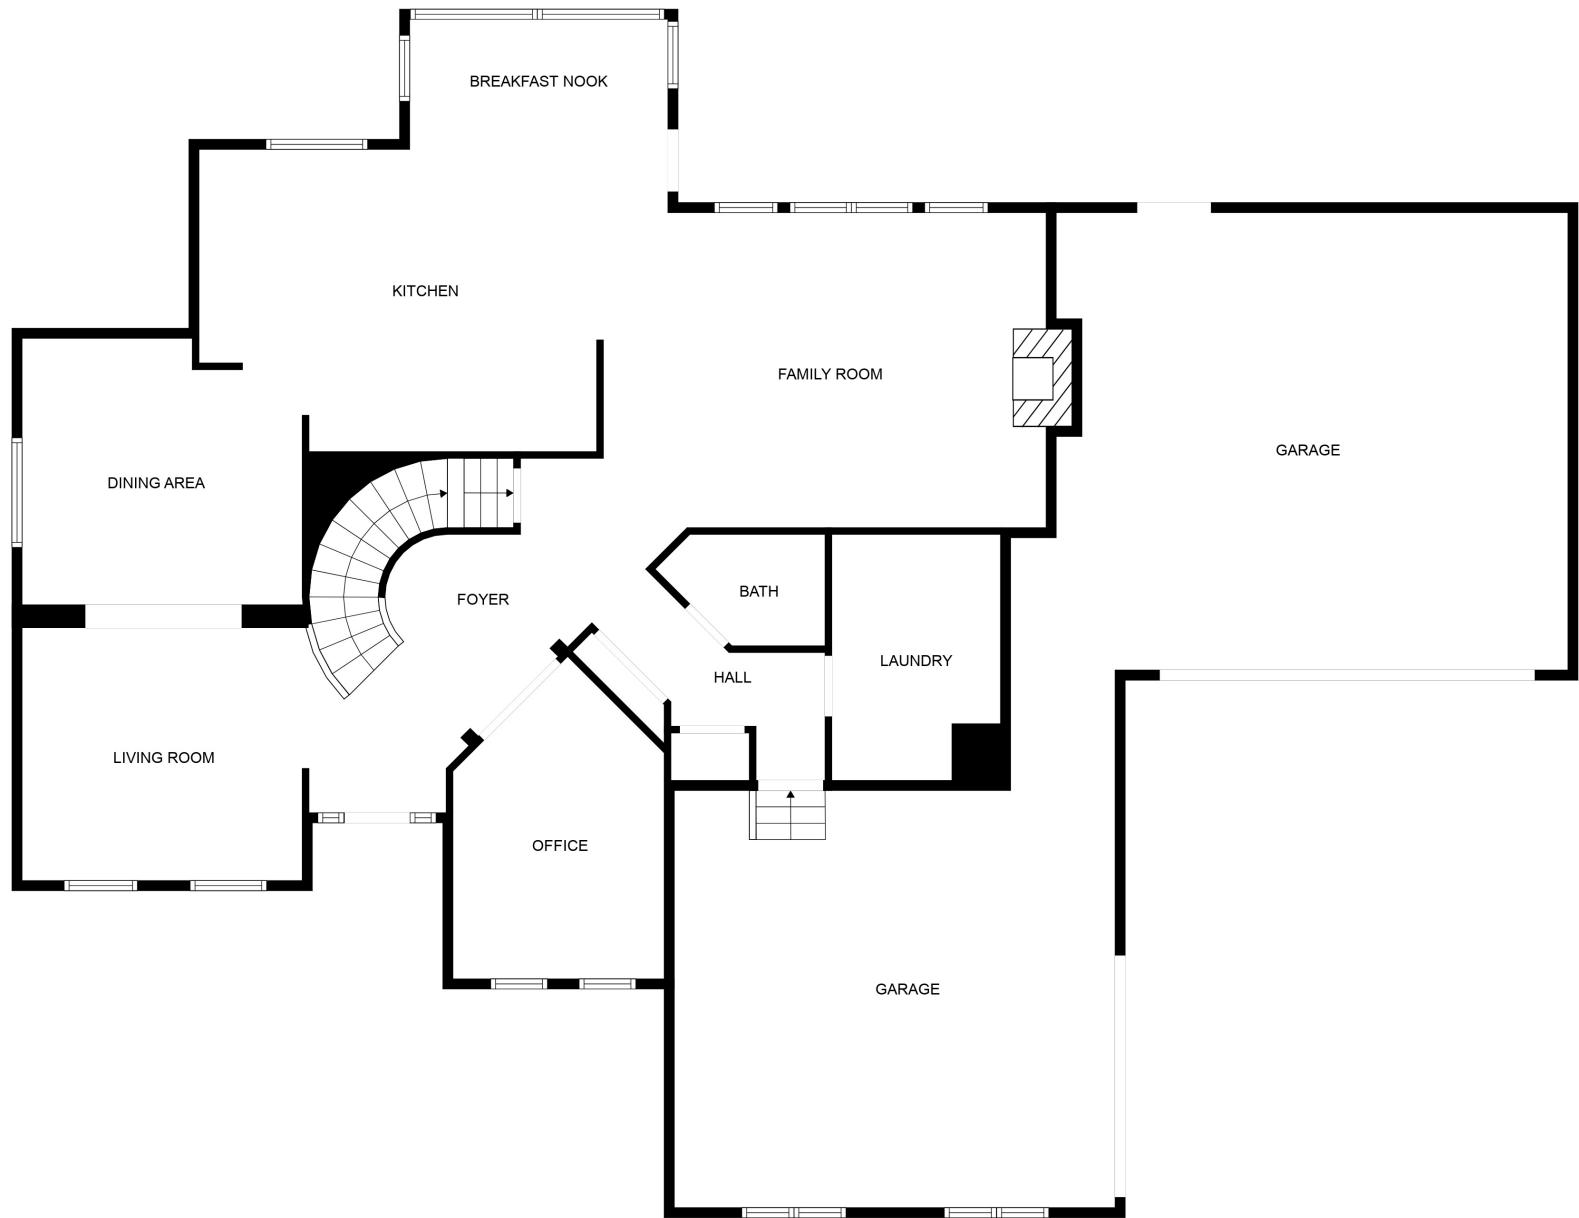 BREAKFAST NOOK
KITCHEN
FAMILY ROOM
GARAGE
DINING AREA
FOYER
BATH
LAUNDRY
HALL
LIVING ROOM
OFFICE
GARAGE